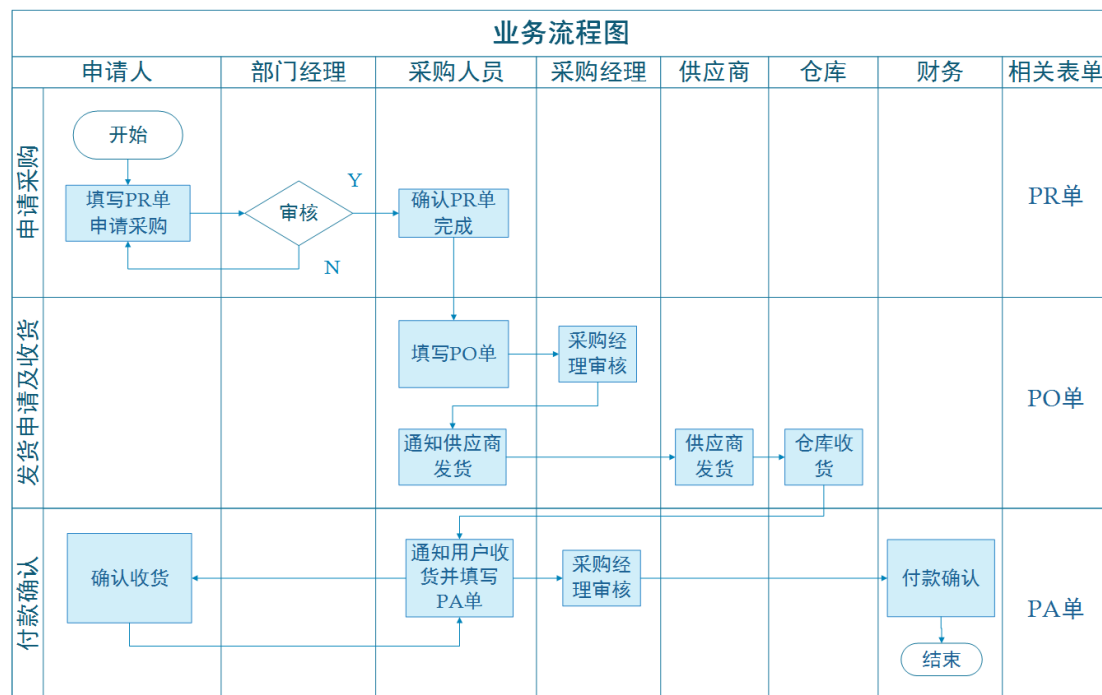 业务流程图
申请人
部门经理
采购人员
采购经理
供应商
仓库
财务
相关表单
申请采购
开始
填写PR单
申请采购
审核
Y
N
确认PR单
完成
PR单
发货申请及收货
填写PO单
采购经
理审核
通知供应商
发货
供应商
发货
仓库收
货
PO单
付款确认
确认收货
通知用户收
货并填写
PA单
采购经
理审核
付款确认
结束
PA单